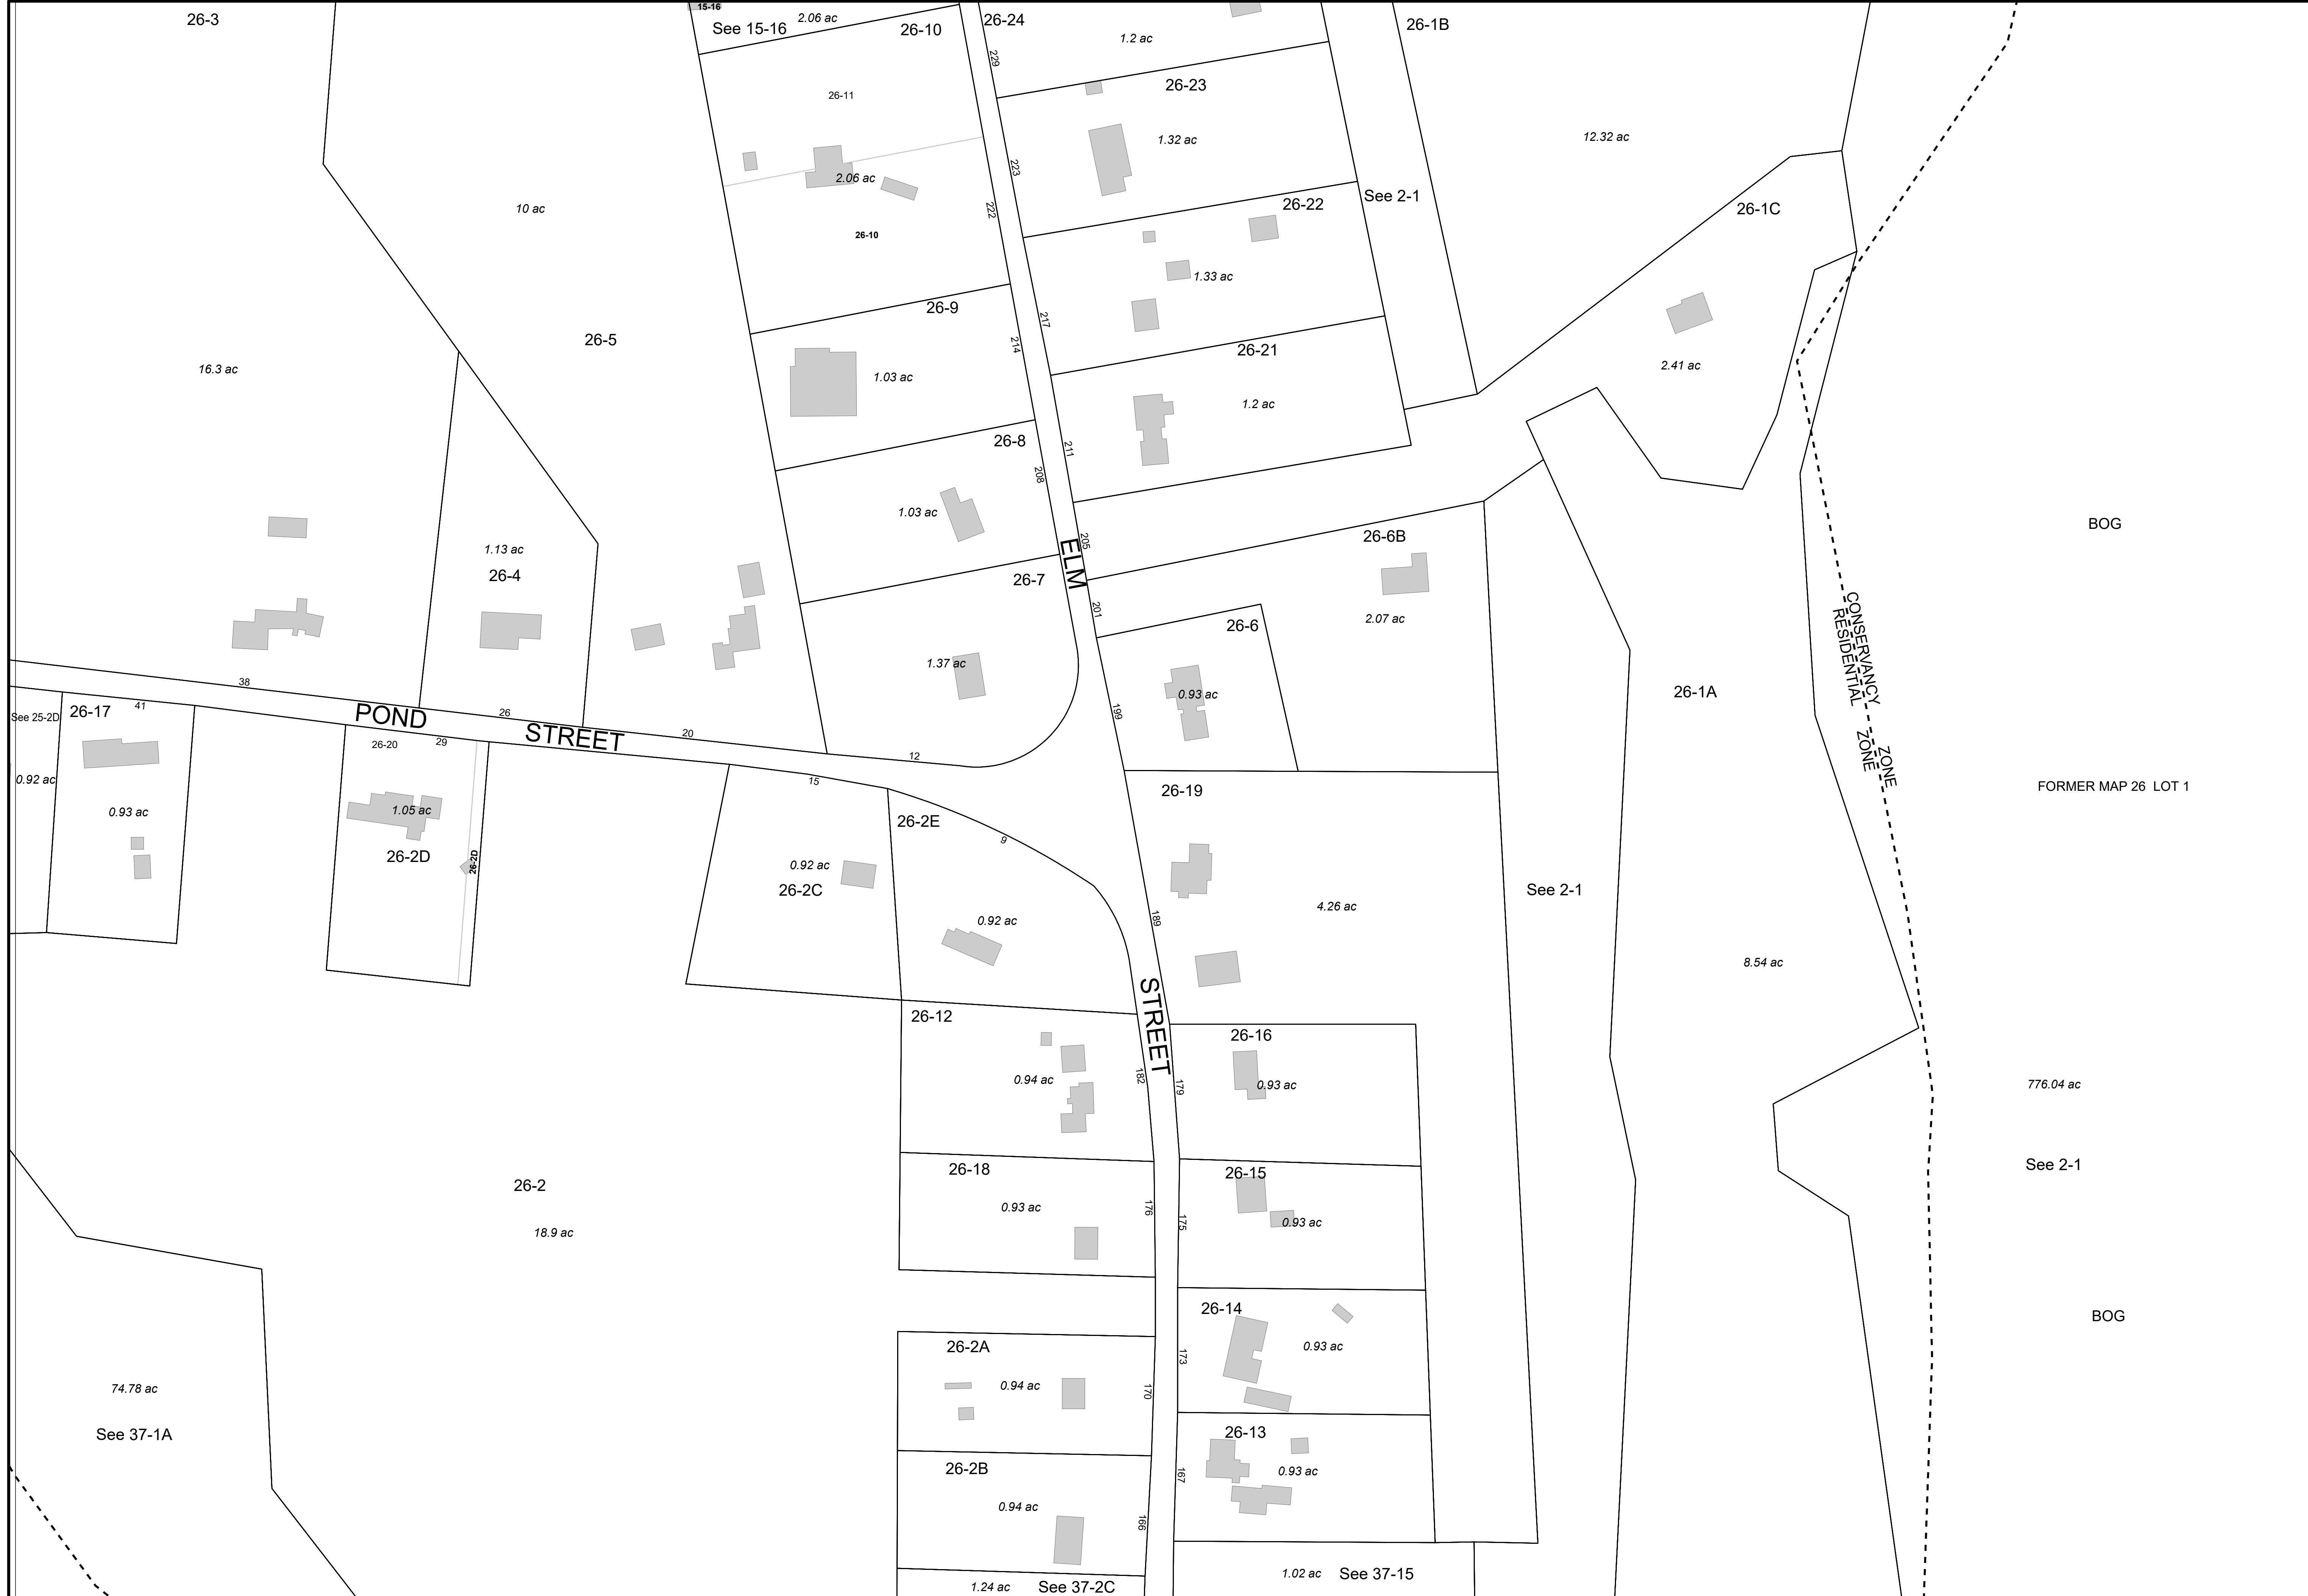 26-3
15-16
See 15-16
2.06 ac
26-10
26-24
229
1.2 ac
26-1B
26-11
26-23
1.32 ac
12.32 ac
223
2.06 ac
10 ac
222
See 2-1
26-22
26-1C
26-10
1.33 ac
26-9
217
26-5
214
26-21
16.3 ac
1.03 ac
1.2 ac
2.41 ac
26-8
211
208
1.03 ac
BOG
205
26-6B
ELM
1.13 ac
26-4
26-7
201
2.07 ac
26-6
CONSERVANCY ZONE
RESIDENTIAL ZONE
1.37 ac
0.93 ac
26-1A
38
41
See 25-2D
26-17
POND STREET
26
199
26-20
29
20
12
0.92 ac
15
26-19
FORMER MAP 26 LOT 1
0.93 ac
1.05 ac
26-2E
9
26-2D
26-2D
0.92 ac
26-2C
See 2-1
4.26 ac
0.92 ac
189
8.54 ac
STREET
26-12
26-16
0.94 ac
182
179
0.93 ac
776.04 ac
26-18
26-15
See 2-1
26-2
0.93 ac
176
175
0.93 ac
18.9 ac
26-14
BOG
26-2A
0.93 ac
173
74.78 ac
0.94 ac
170
See 37-1A
26-13
26-2B
0.93 ac
167
0.94 ac
166
1.24 ac
See 37-2C
1.02 ac
See 37-15